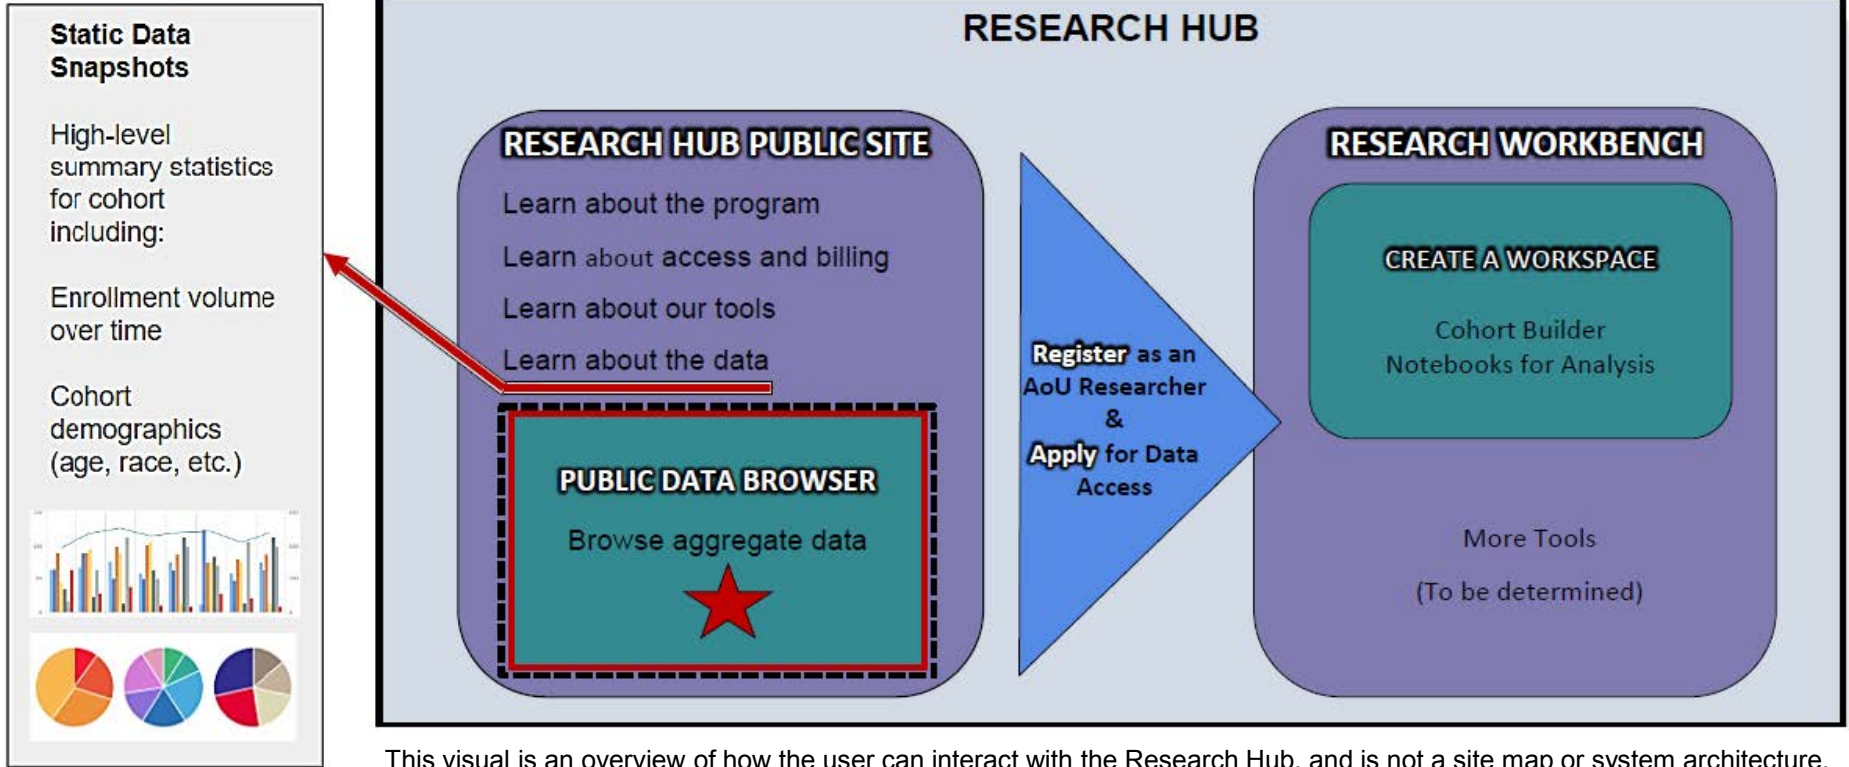 Static Data
Snapshots
High-level
summary statistics
for cohort
including:
Enrollment volume
over time
Cohort
demographics
(age, race, etc.)
RESEARCH HUB
RESEARCH HUB PUBLIC SITE
Learn about the program
Learn about access and billing
Learn about our tools
Learn about the data
PUBLIC DATA BROWSER
Browse aggregate data
Register as an
AoU Researcher
&
Apply for Data
Access
RESEARCH WORKBENCH
CREATE A WORKSPACE
Cohort Builder
Notebooks for Analysis
More Tools
(To be determined)
This visual is an overview of how the user can interact with the Research Hub, and is not a site map or system architecture.